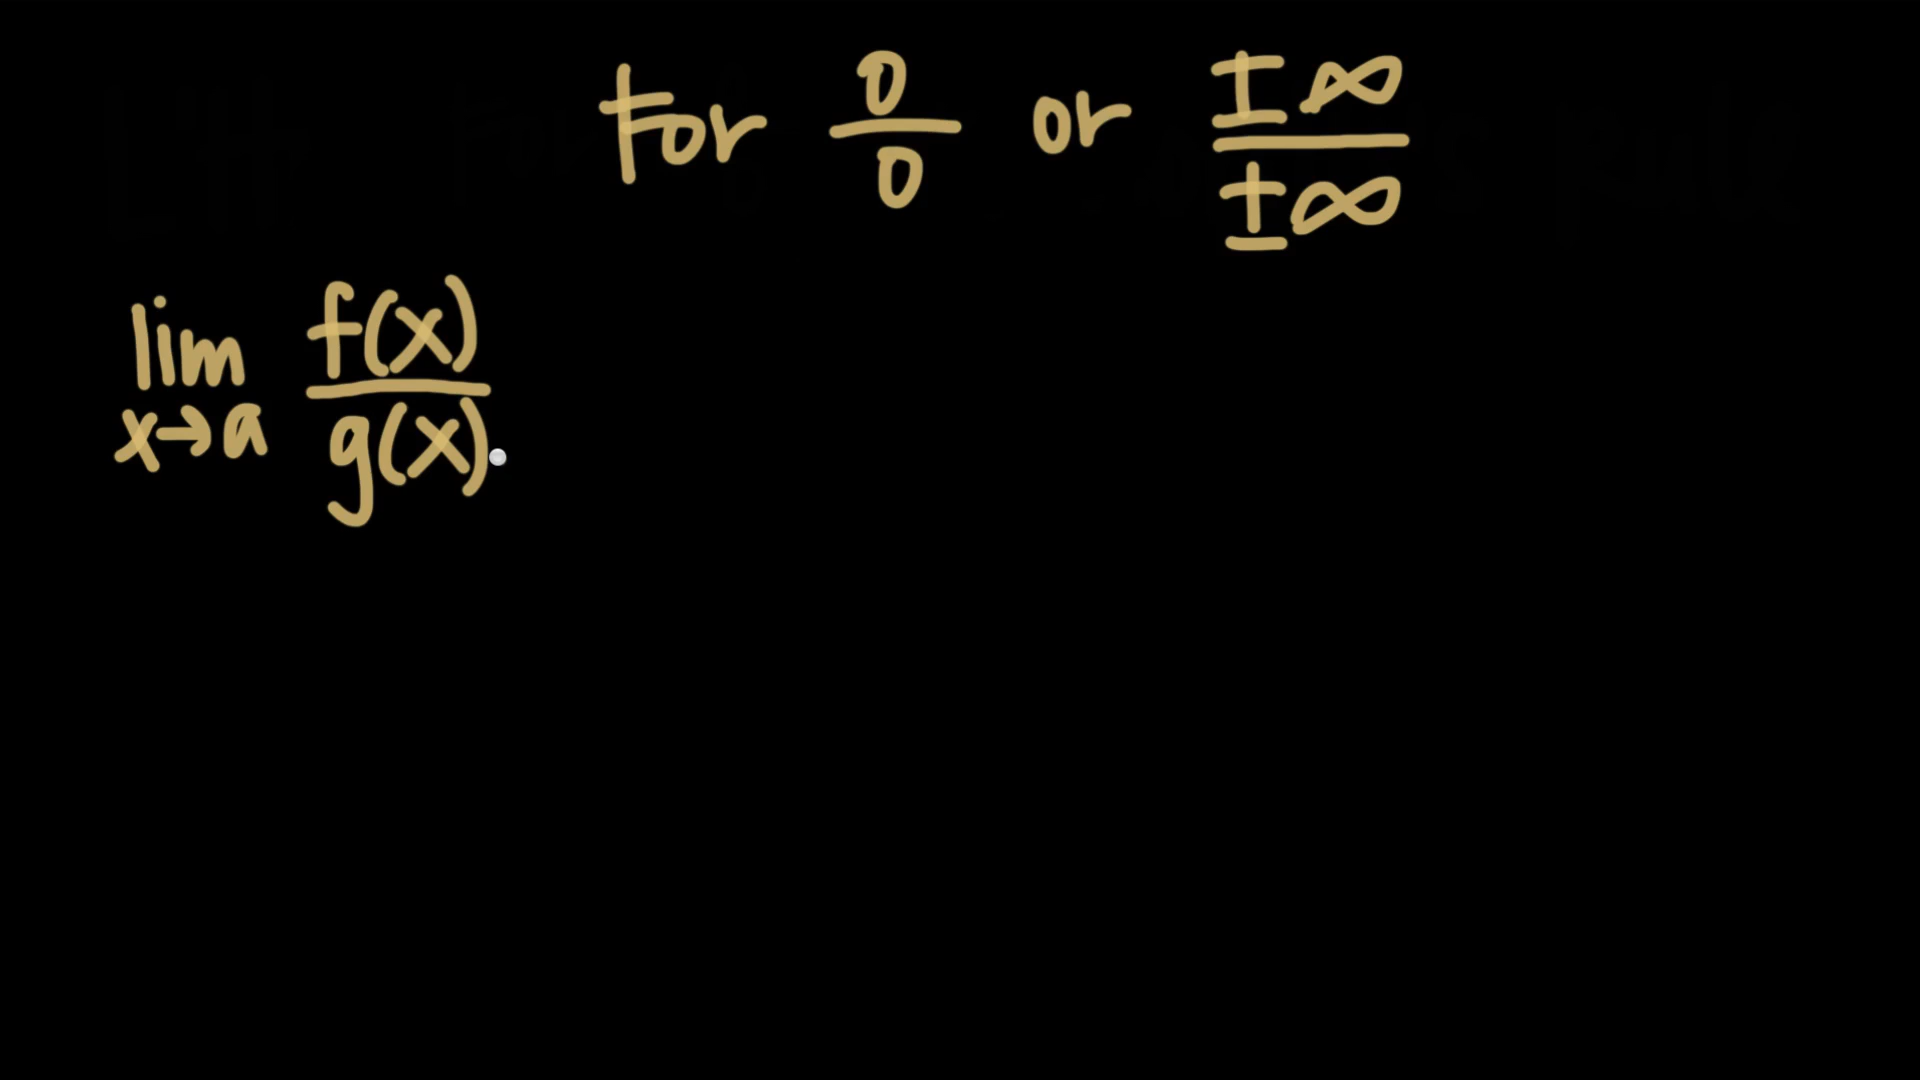 For 0/0 or ±∞/±∞
lim x→a f(x)/g(x)